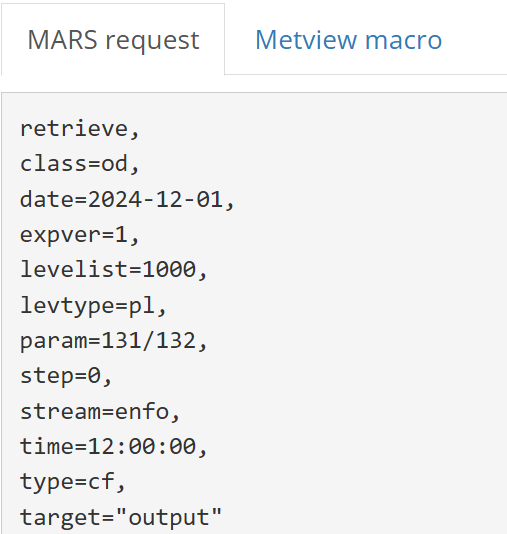 MARS request
Metview macro
retrieve,
class=od,
date=2024-12-01,
expver=1,
levelist=1000,
levtype=pl,
param=131/132,
step=0,
stream=enfo,
time=12:00:00,
type=cf,
target="output"